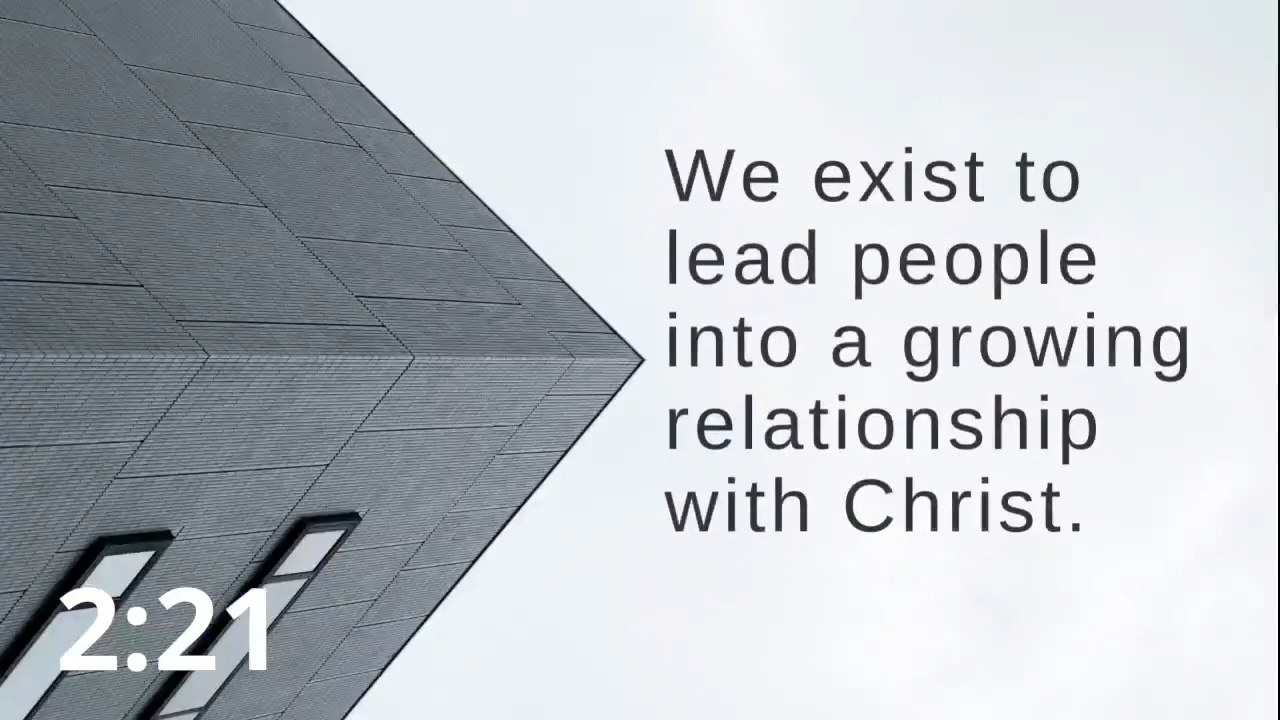 We exist to
lead people
into a growing
relationship
with Christ.
2:21